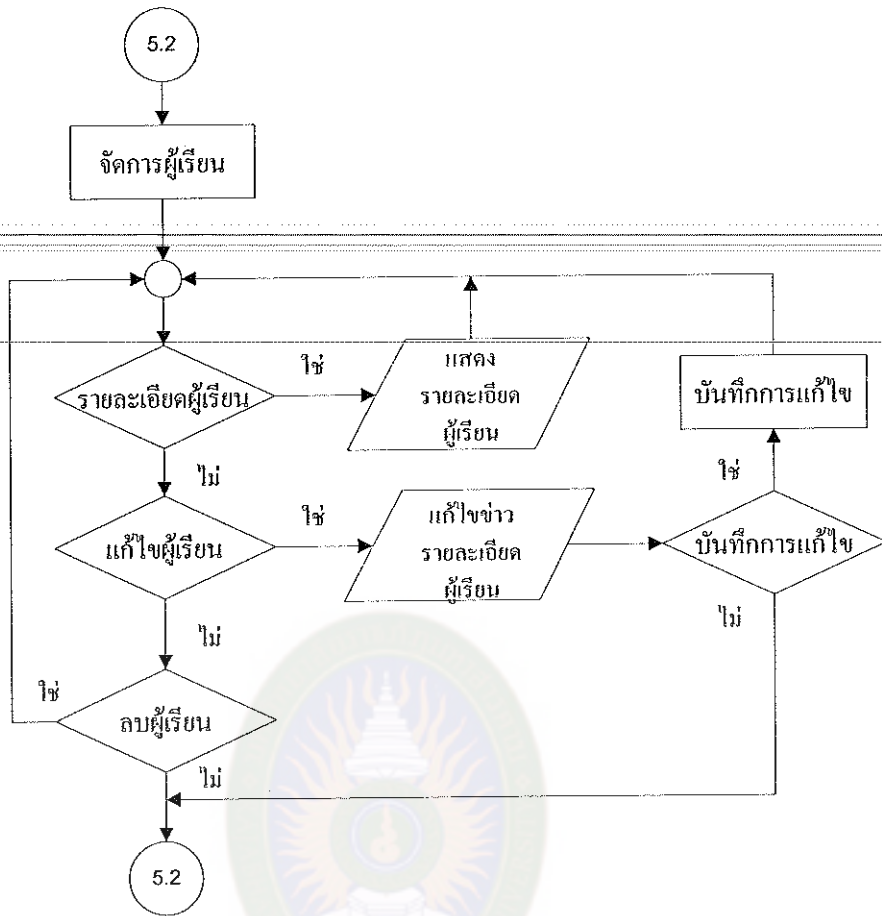 5.2
จัดการผู้เรียน
รายละเอียดผู้เรียน
ใช่
แสดง
รายละเอียด
ผู้เรียน
บันทึกการแก้ไข
ไม่
ใช่
แก้ไขผู้เรียน
ใช่
แก้ไขข่าว
รายละเอียด
ผู้เรียน
บันทึกการแก้ไข
ไม่
ไม่
ใช่
ลบผู้เรียน
ไม่
5.2